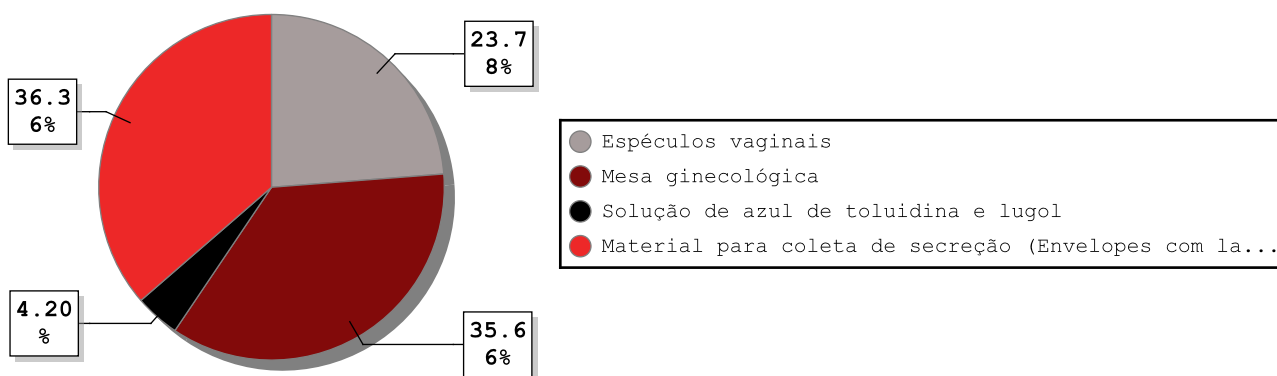 23.7
8%
36.3
6%
4.20
%
35.6
6%
Espéculos vaginais
Mesa ginecológica
Solução de azul de toluidina e lugol
Material para coleta de secreção (Envelopes com la...